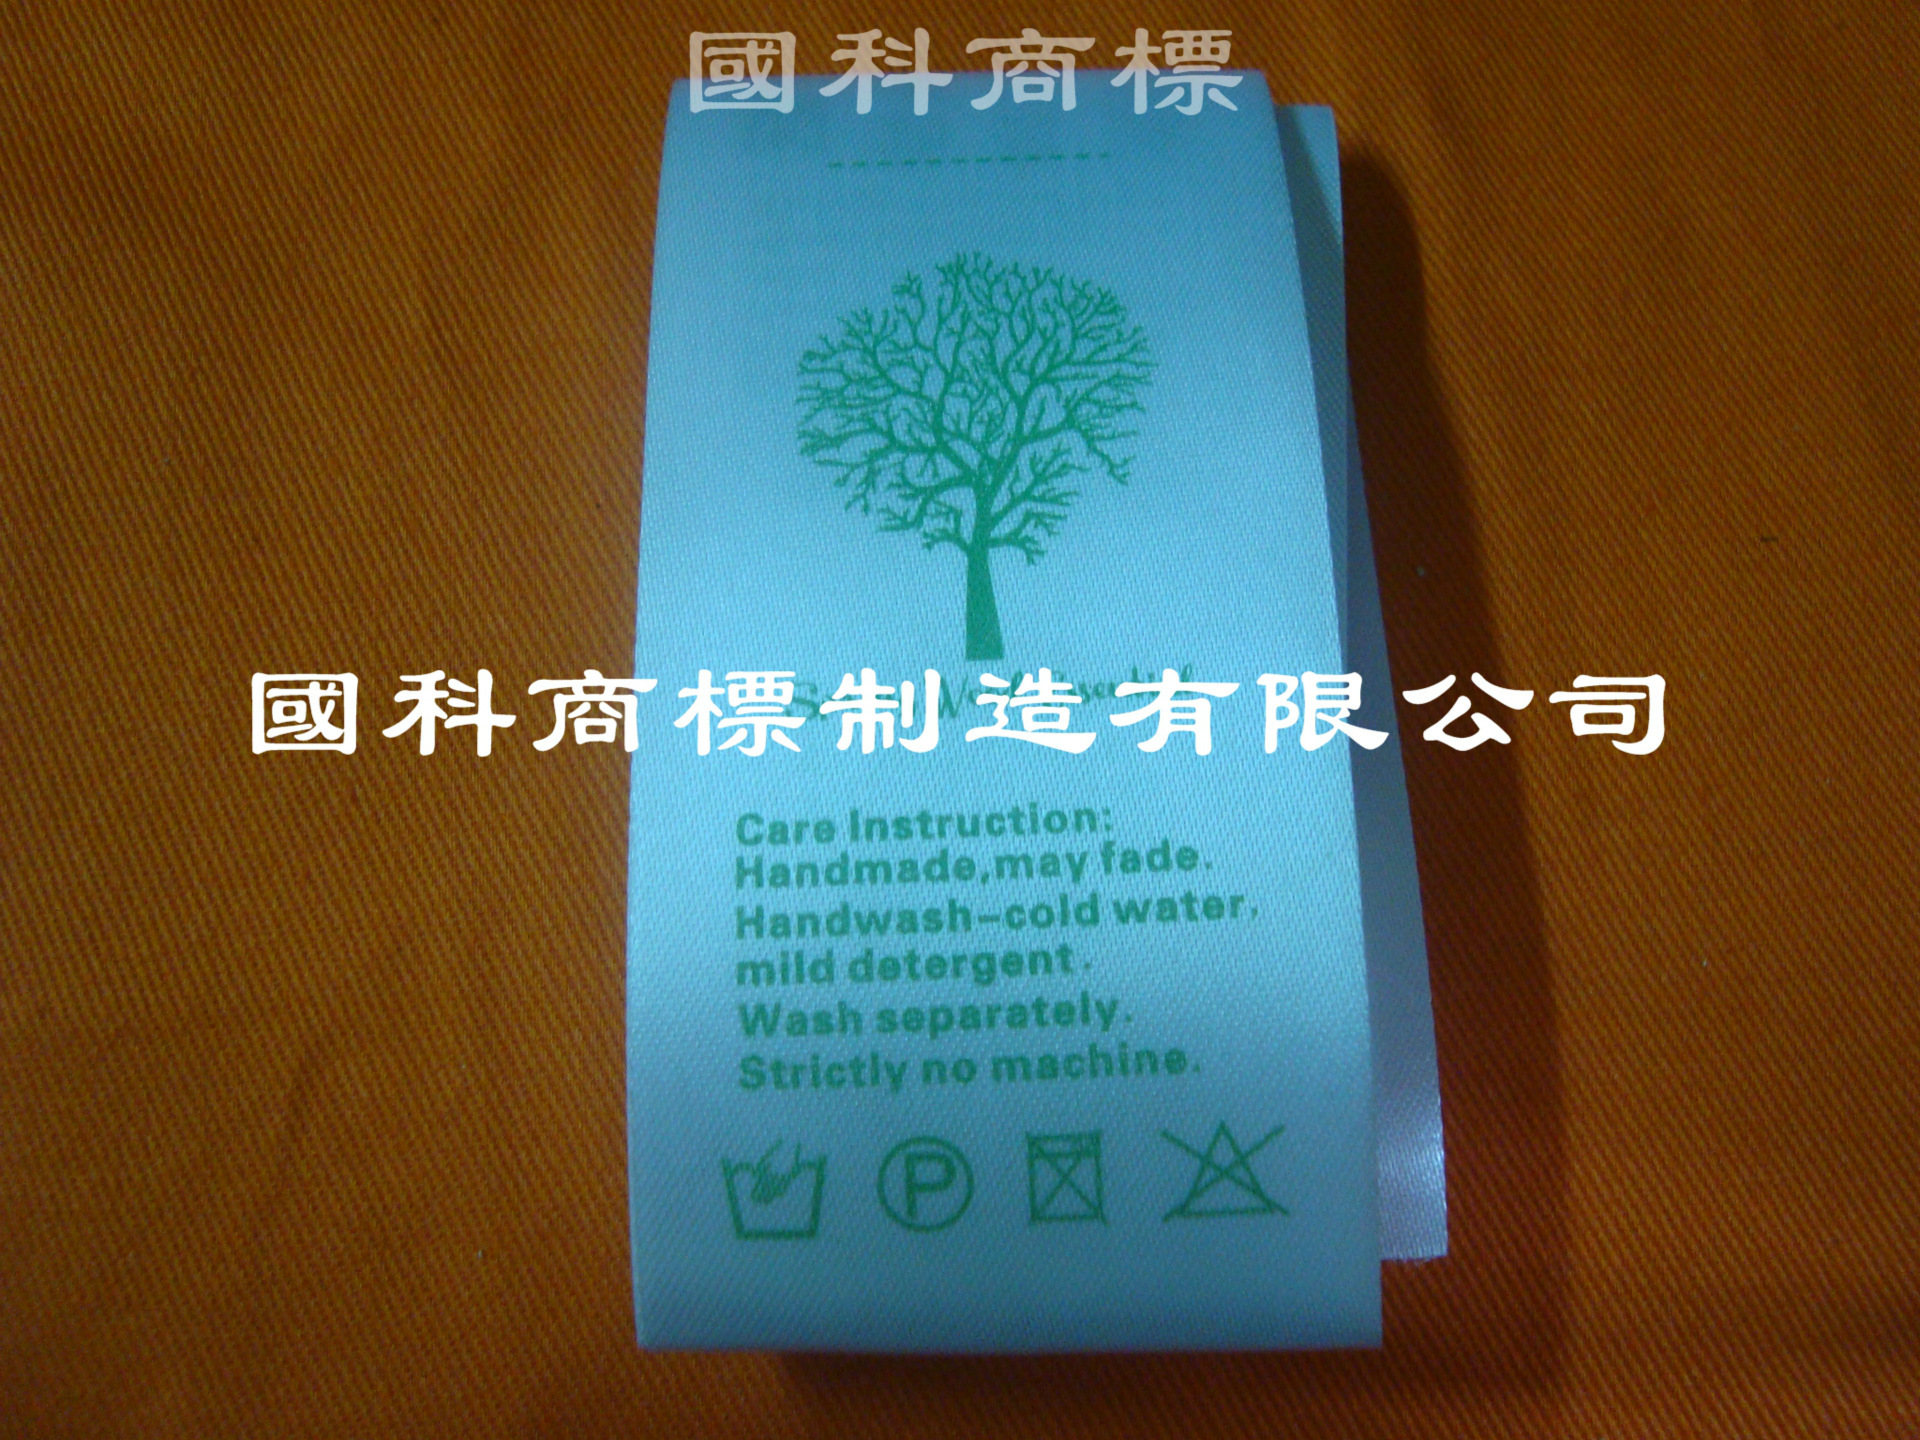 國科商標
國科商標制造有限公司
Care Instruction:
Handmade,may fade.
Handwash-cold water,
mild detergent.
Wash separately.
Strictly no machine.
P